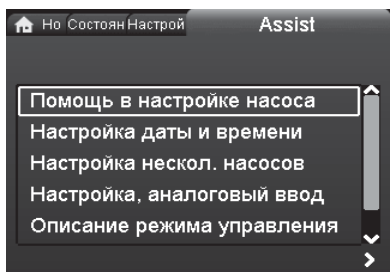 Но Состоян Настрой Assist
Помощь в настройке насоса
Настройка даты и времени
Настройка нескол. насосов
Настройка, аналоговый ввод
Описание режима управления